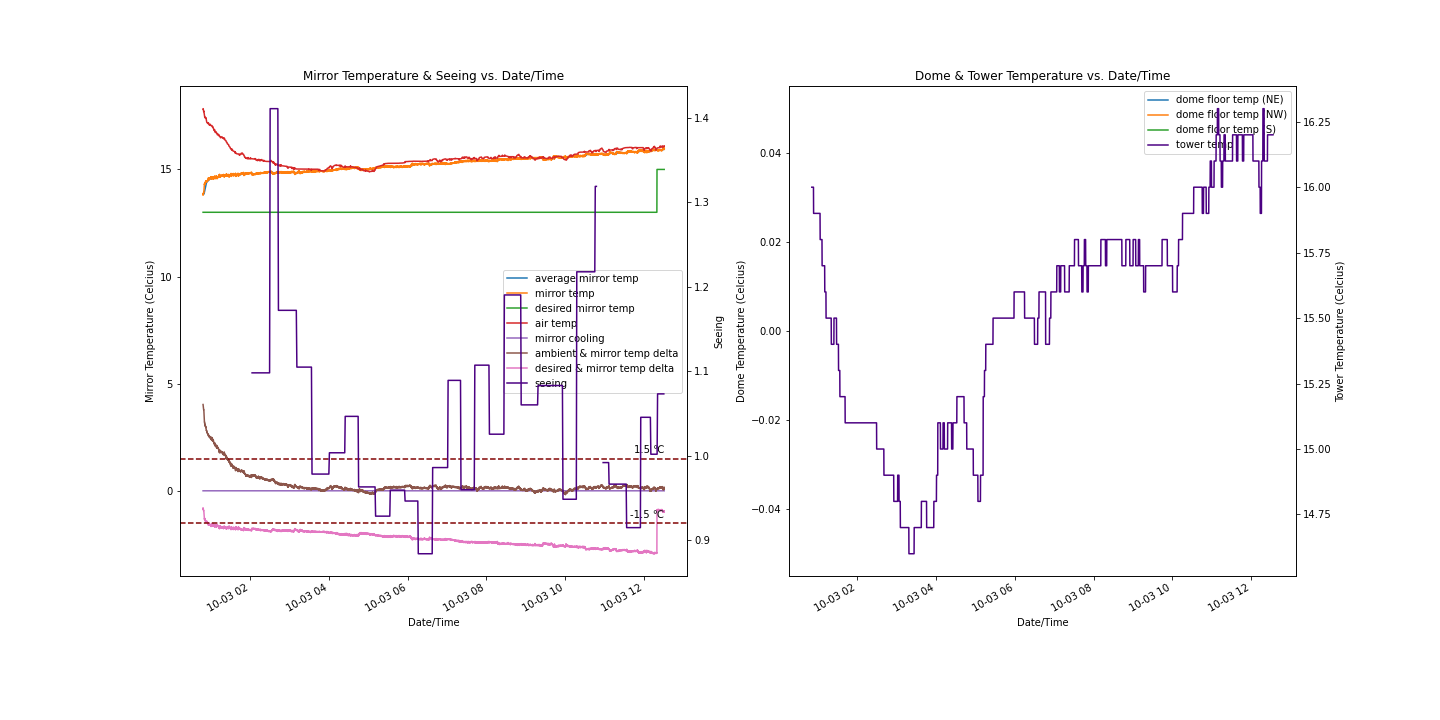 Mirror Temperature & Seeing vs. Date/Time
Mirror Temperature (Celcius)
15
10
5
0
1.4
1.3
1.2
1.1
1.0
0.9
Seeing
average mirror temp
mirror temp
desired mirror temp
air temp
mirror cooling
ambient & mirror temp delta
desired & mirror temp delta
seeing
1.5 °C
-1.5 °C
10-03 02
10-03 04
10-03 06
10-03 08
10-03 10
10-03 12
Date/Time
Dome & Tower Temperature vs. Date/Time
Dome Temperature (Celcius)
0.04
0.02
0.00
−0.02
−0.04
dome floor temp (NE)
dome floor temp (NW)
dome floor temp (S)
tower temp
16.25
16.00
15.75
15.50
15.25
15.00
14.75
Tower Temperature (Celcius)
10-03 02
10-03 04
10-03 06
10-03 08
10-03 10
10-03 12
Date/Time